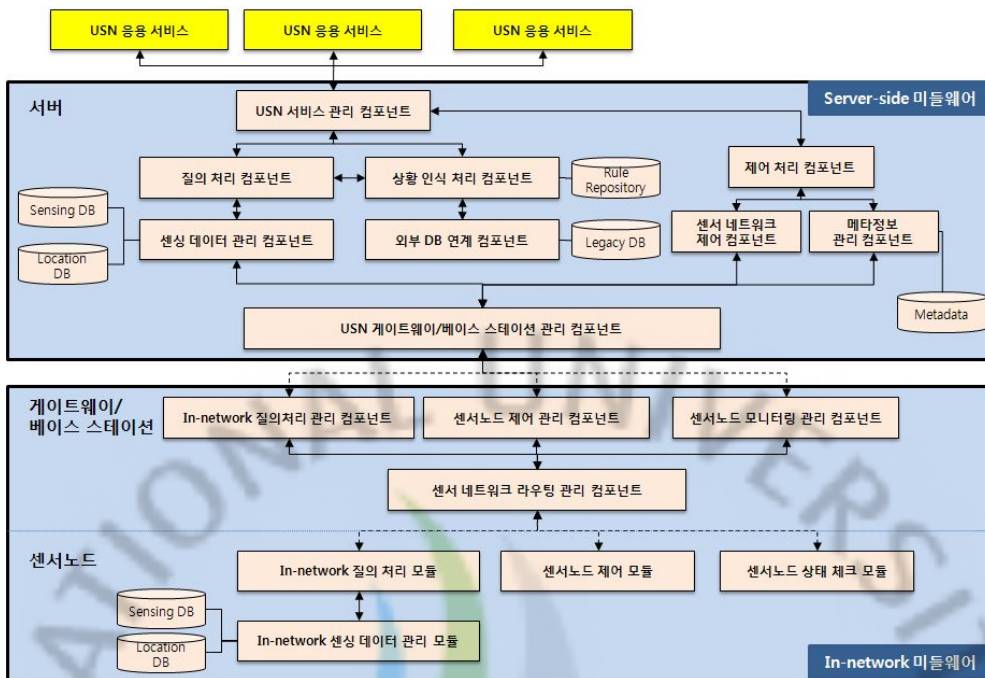 USN 응용 서비스
USN 응용 서비스
USN 응용 서비스
서버
Server-side 미들웨어
USN 서비스 관리 컴포넌트
질의 처리 컴포넌트
상황 인식 처리 컴포넌트
Rule
Repository
제어 처리 컴포넌트
Sensing DB
Location
DB
센싱 데이터 관리 컴포넌트
외부 DB 연계 컴포넌트
Legacy DB
센서 네트워크
제어 컴포넌트
메타정보
관리 컴포넌트
Metadata
USN 게이트웨이/베이스 스테이션 관리 컴포넌트
게이트웨이/
베이스 스테이션
In-network 질의처리 관리 컴포넌트
센서노드 제어 관리 컴포넌트
센서노드 모니터링 관리 컴포넌트
센서 네트워크 라우팅 관리 컴포넌트
센서노드
In-network 질의 처리 모듈
센서노드 제어 모듈
센서노드 상태 체크 모듈
Sensing DB
Location
DB
In-network 센싱 데이터 관리 모듈
In-network 미들웨어
ATIONAL UNIVERSI